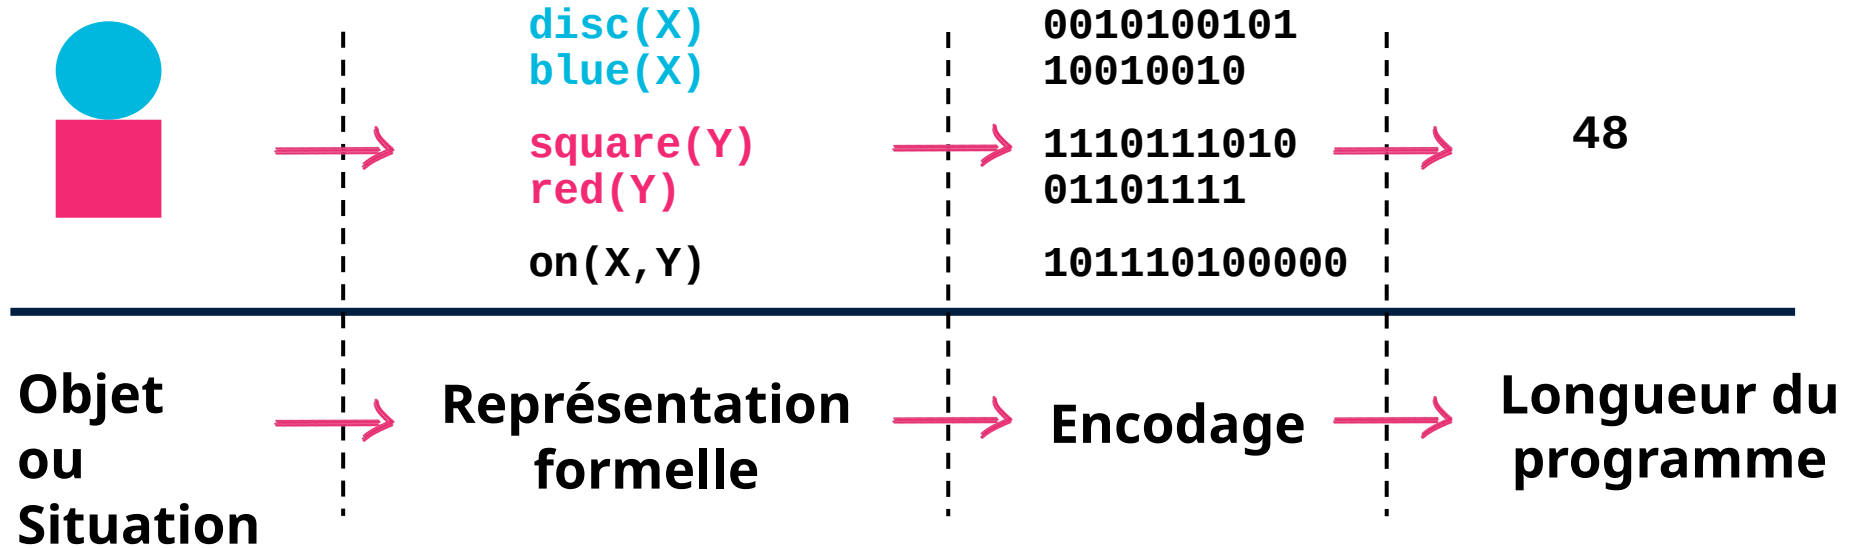 disc(X)
blue(X)
square(Y)
red(Y)
on(X,Y)
0010100101
10010010
1110111010
01101111
101110100000
48
Objet
ou
Situation
Représentation
formelle
Encodage
Longueur du
programme